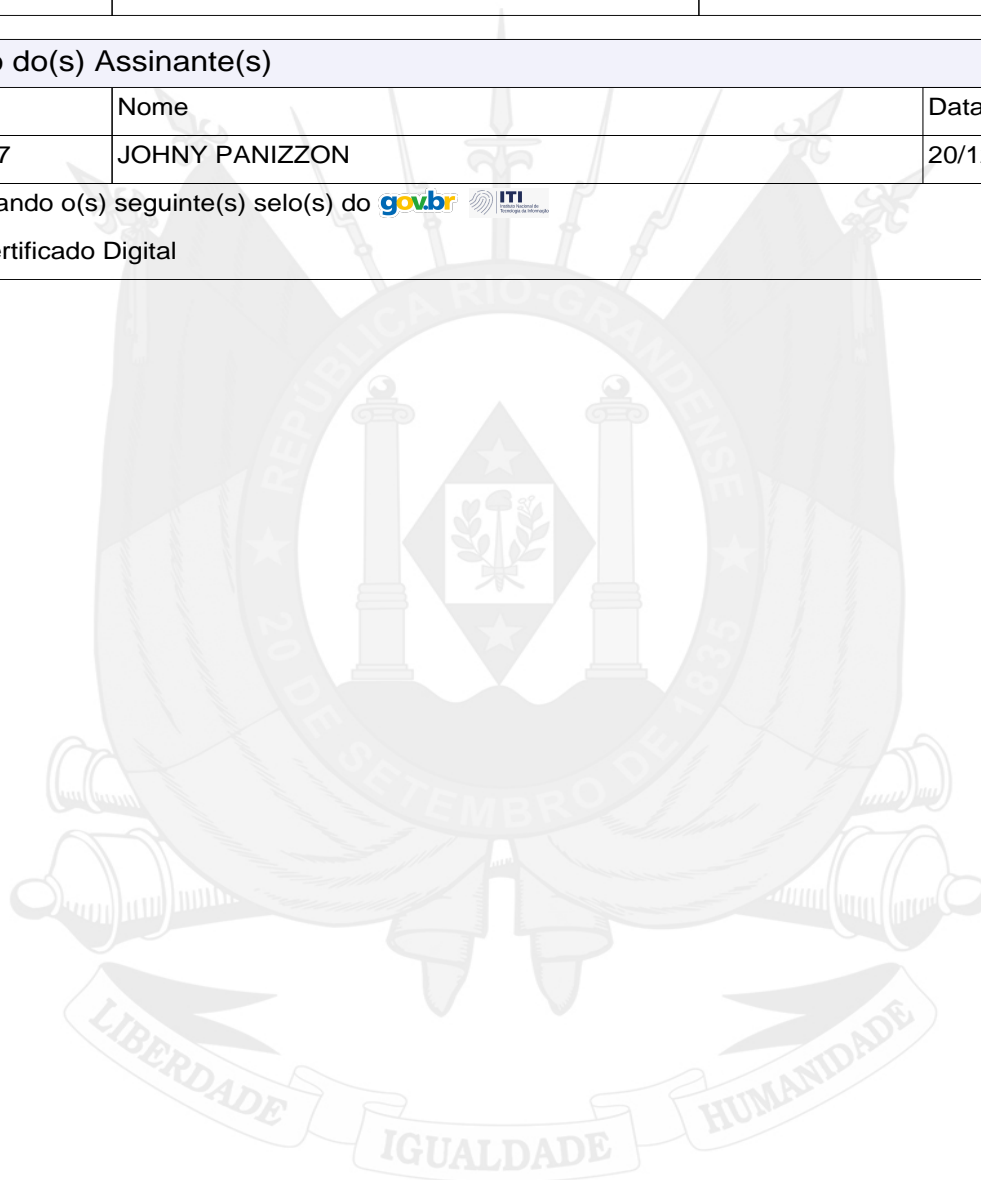 o do(s) Assinante(s)
Nome Data
7 JOHNY PANIZZON 20/1
ando o(s) seguinte(s) selo(s) do gov.br ITI
rtificado Digital
REPÚBLICA RIO-GRANDENSE
20 DE SETEMBRO DE 1835
LIBERDADE IGUALDADE HUMANIDADE